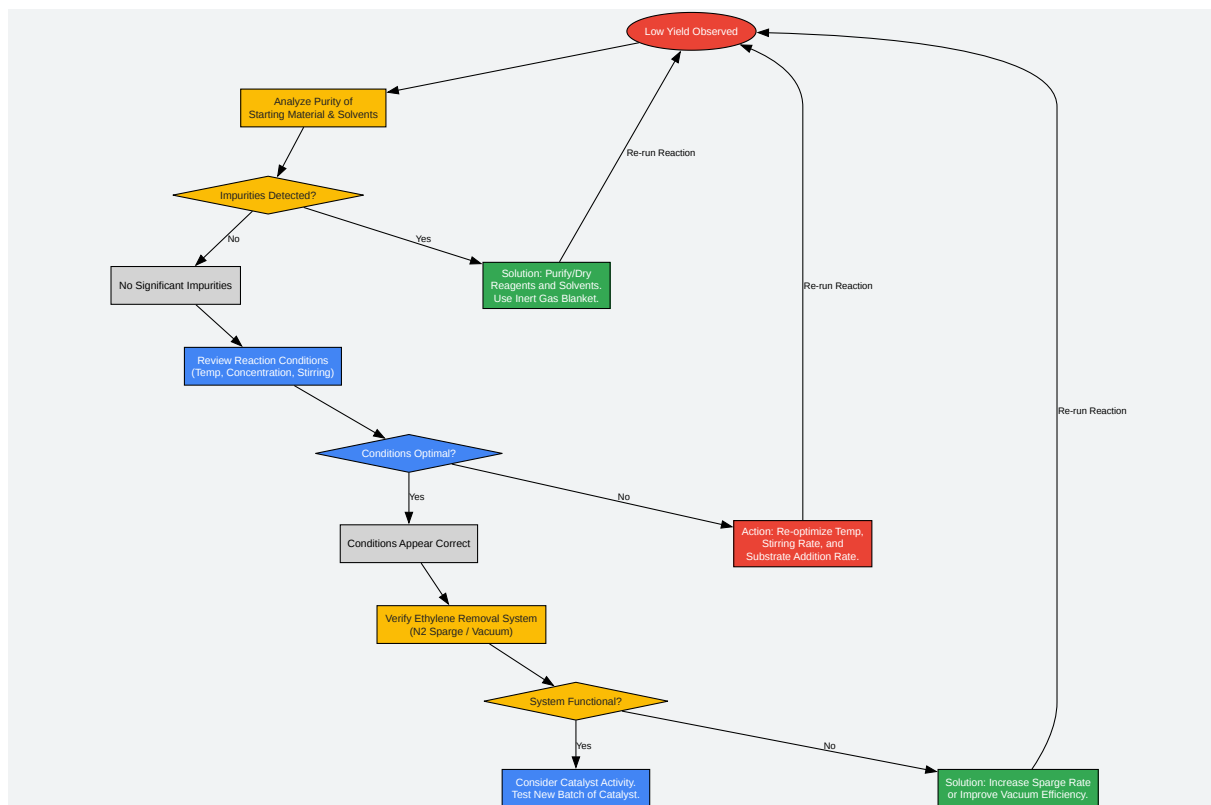 Low Yield Observed
Analyze Purity of
Starting Material & Solvents
Re-run Reaction
Impurities Detected?
No
Yes
No Significant Impurities
Solution: Purify/Dry
Reagents and Solvents.
Use Inert Gas Blanket.
Re-run Reaction
Review Reaction Conditions
(Temp, Concentration, Stirring)
Re-run Reaction
Conditions Optimal?
Yes
No
Conditions Appear Correct
Action: Re-optimize Temp,
Stirring Rate, and
Substrate Addition Rate.
Verify Ethylene Removal System
(N2 Sparge / Vacuum)
System Functional?
Yes
No
Consider Catalyst Activity.
Test New Batch of Catalyst.
Solution: Increase Sparge Rate
or Improve Vacuum Efficiency.